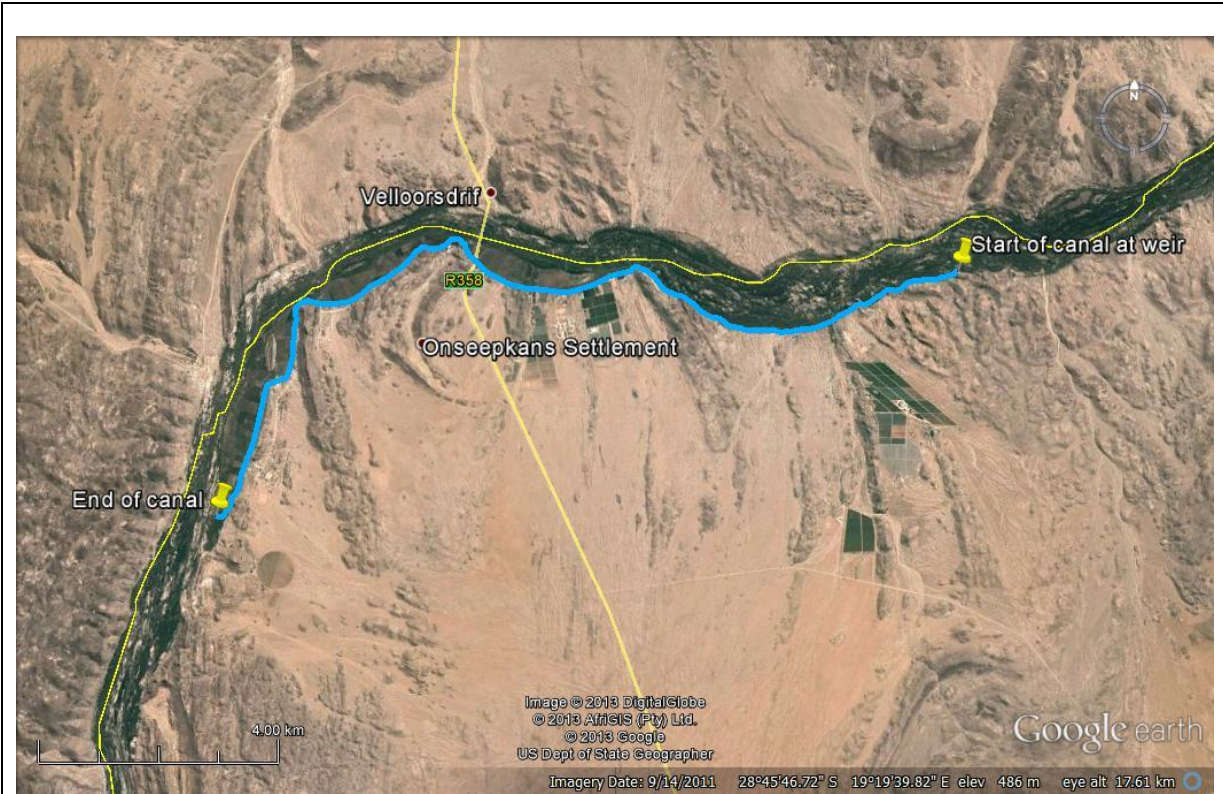 N
Velloorsdrif
Start of canal at weir
R358
Onseepkans Settlement
End of canal
4.00 km
Image © 2013 DigitalGlobe
© 2013 AfriGIS (Pty) Ltd.
© 2013 Google
US Dept of State Geographer
Google earth
Imagery Date: 9/14/2011 28°45'46.72" S 19°19'39.82" E elev 486 m eye alt 17.61 km